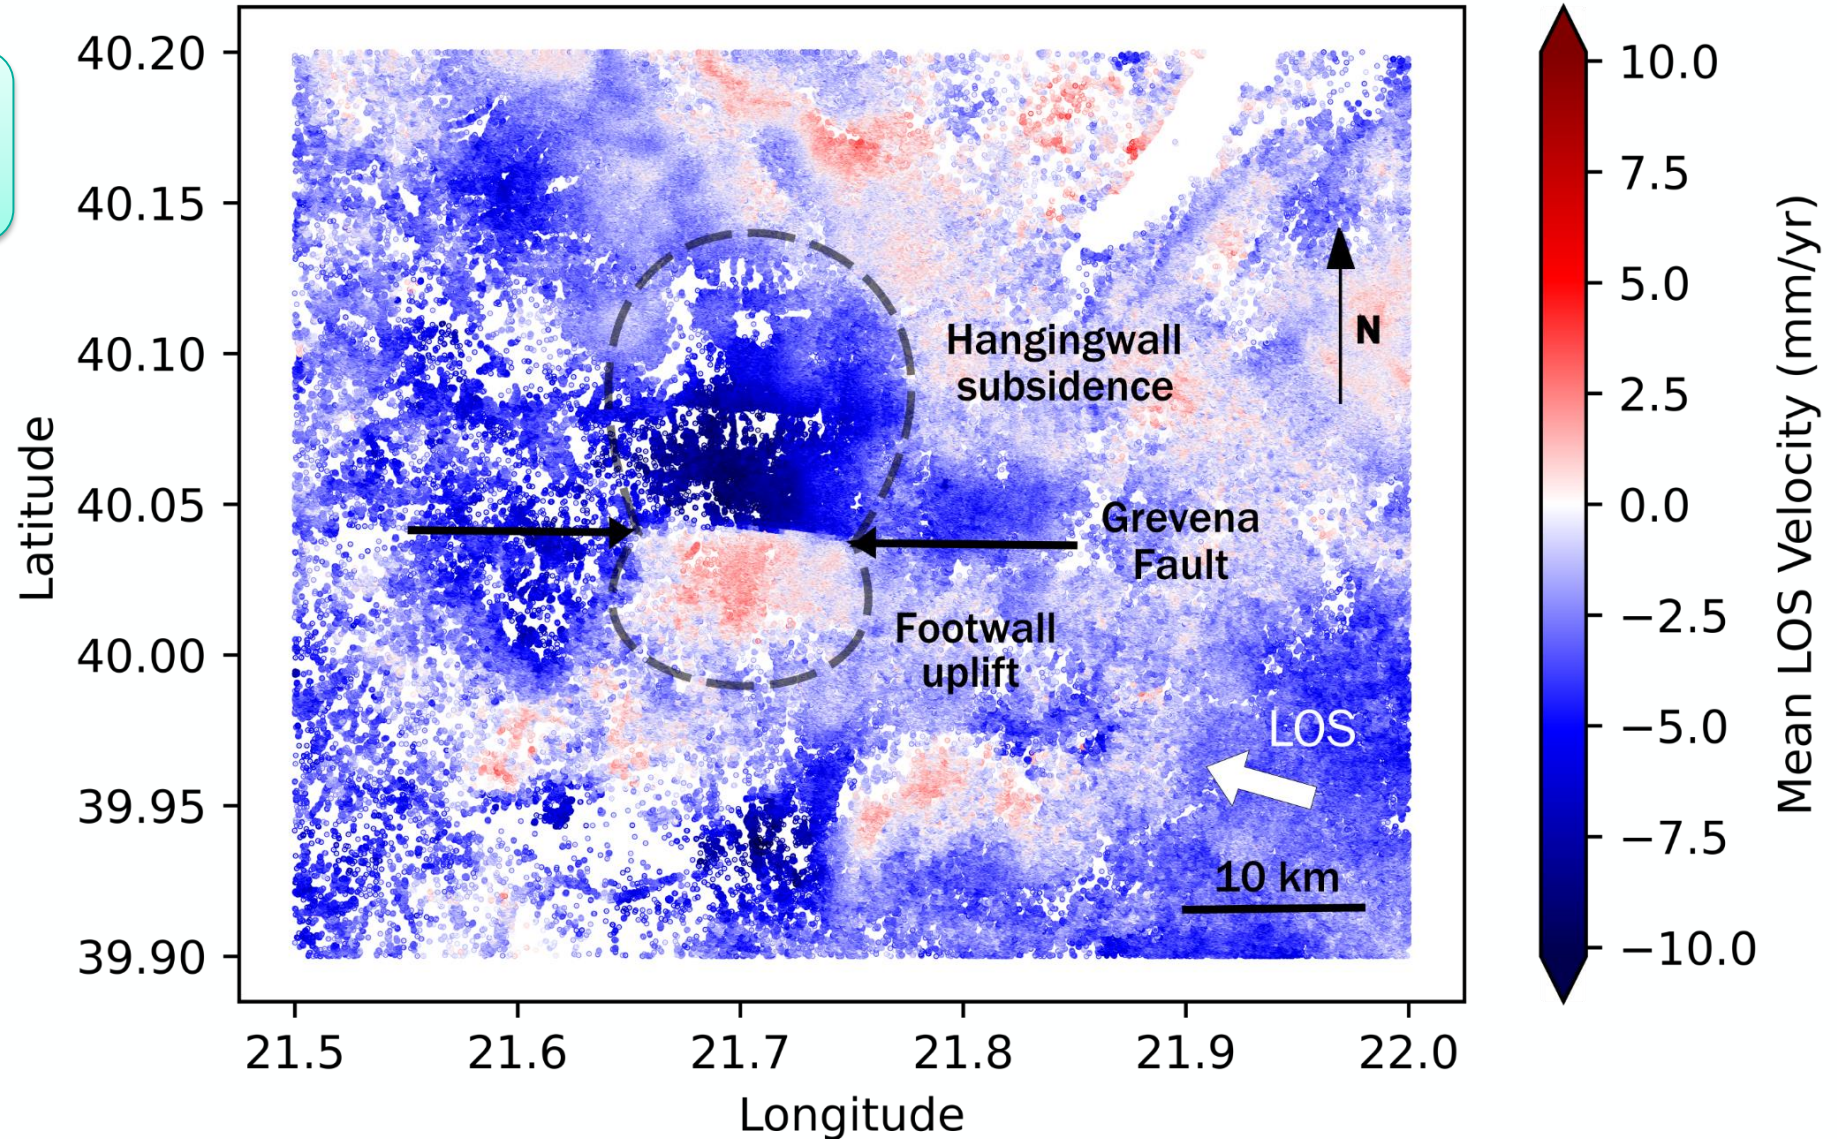 40.20
40.15
40.10
40.05
40.00
39.95
39.90
Latitude
21.5 21.6 21.7 21.8 21.9 22.0
Longitude
Hangingwall
subsidence
N
Grevena
Fault
Footwall
uplift
LOS
10 km
10.0
7.5
5.0
2.5
0.0
−2.5
−5.0
−7.5
−10.0
Mean LOS Velocity (mm/yr)